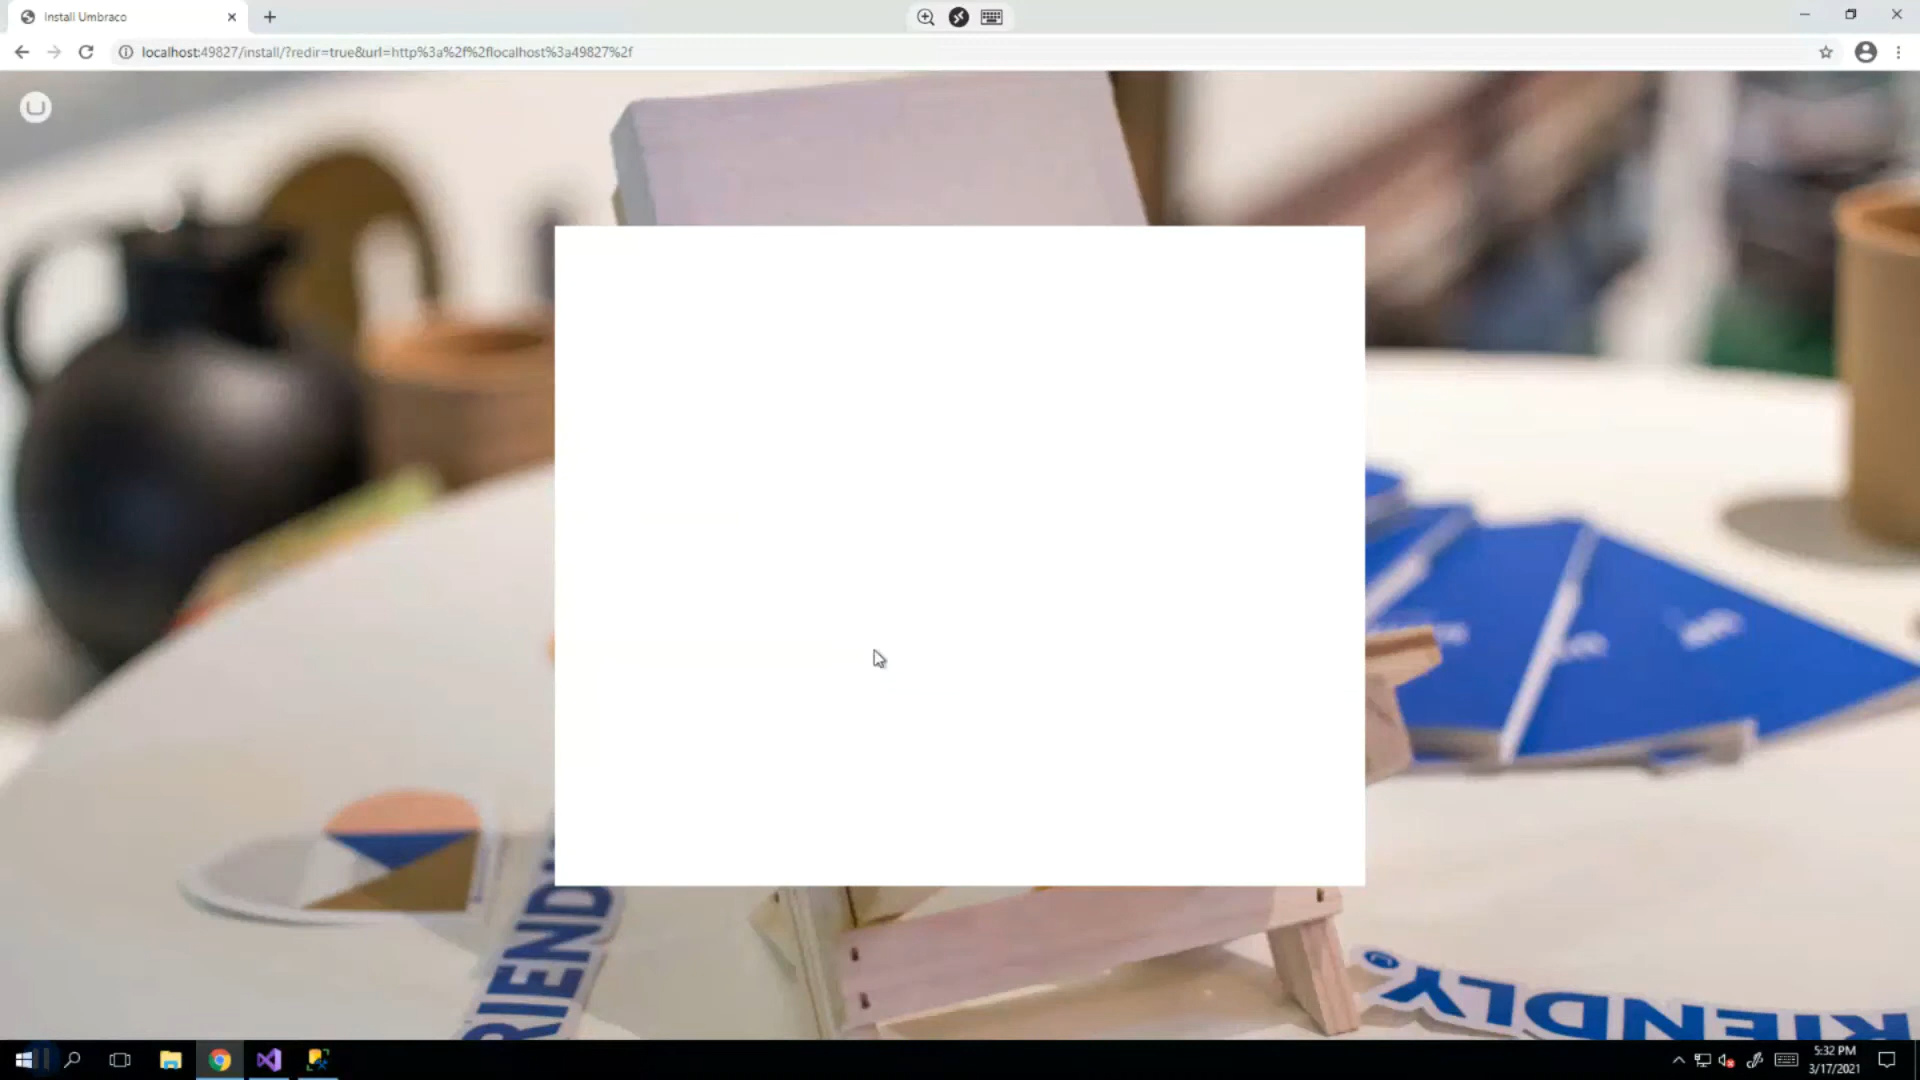 Install Umbraco
localhost:49827/install/?redir=true&url=http%3a%2f%2flocalhost%3a49827%2f
RIEND
RIENDLY
5:32 PM
3/17/2021